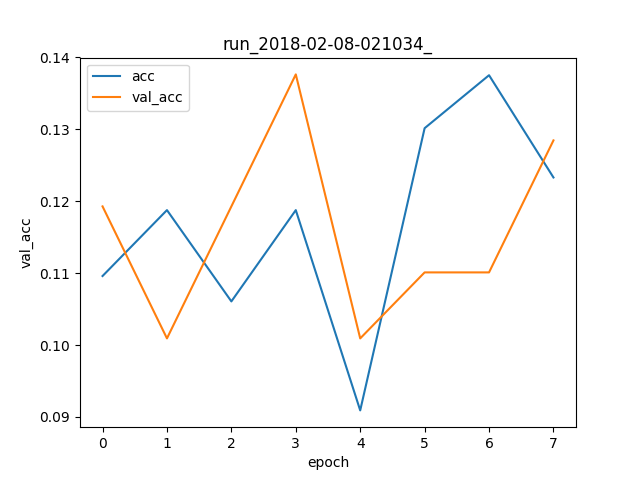 run_2018-02-08-021034_
acc
val_acc
val_acc
0.14
0.13
0.12
0.11
0.10
0.09
0 1 2 3 4 5 6 7
epoch